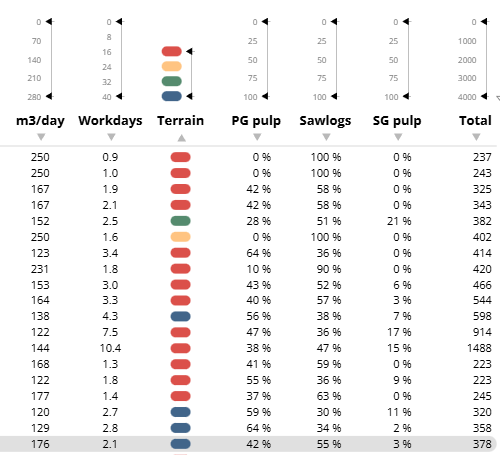 0 0 0 0 0 0
70 8 25 25 25 1000
140 16 50 50 50 2000
210 24 75 75 75 3000
280 32 100 100 100 4000
40
m3/day Workdays Terrain PG pulp Sawlogs SG pulp Total
250 0.9 0 % 100 % 0 % 237
250 1.0 0 % 100 % 0 % 243
167 1.9 42 % 58 % 0 % 325
167 2.1 42 % 58 % 0 % 343
152 2.5 28 % 51 % 21 % 382
250 1.6 0 % 100 % 0 % 402
123 3.4 64 % 36 % 0 % 414
231 1.8 10 % 90 % 0 % 420
153 3.0 43 % 52 % 6 % 466
164 3.3 40 % 57 % 3 % 544
138 4.3 56 % 38 % 7 % 598
122 7.5 47 % 36 % 17 % 914
144 10.4 38 % 47 % 15 % 1488
168 1.3 41 % 59 % 0 % 223
122 1.8 55 % 36 % 9 % 223
177 1.4 37 % 63 % 0 % 245
120 2.7 59 % 30 % 11 % 320
129 2.8 64 % 34 % 2 % 358
176 2.1 42 % 55 % 3 % 378